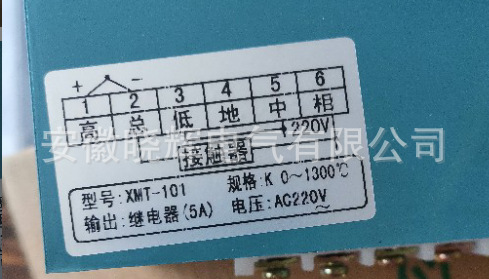 + −
1 2 3 4 5 6
高 总 低 地 中 相
220V
接触器
安徽晓辉电气有限公司
型号:XMT-101 规格:K 0～1300℃
输出:继电器(5A) 电压:AC220V